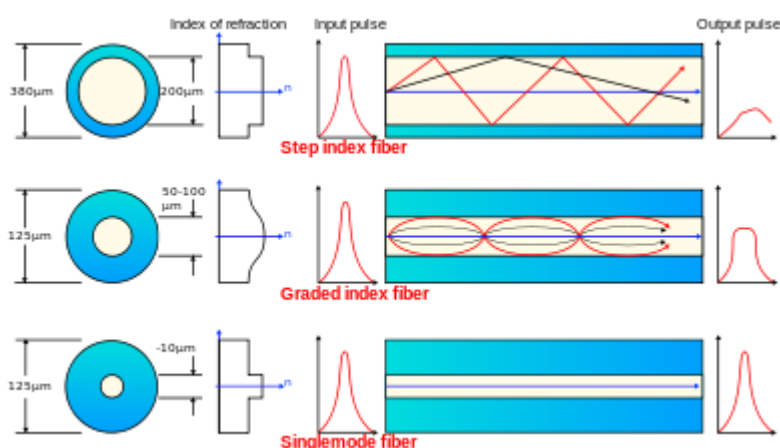 Index of refraction Input pulse Output pulse
380µm 200µm n
Step index fiber
50-100
µm
125µm n
Graded index fiber
-10µm
125µm n
Singlemode fiber